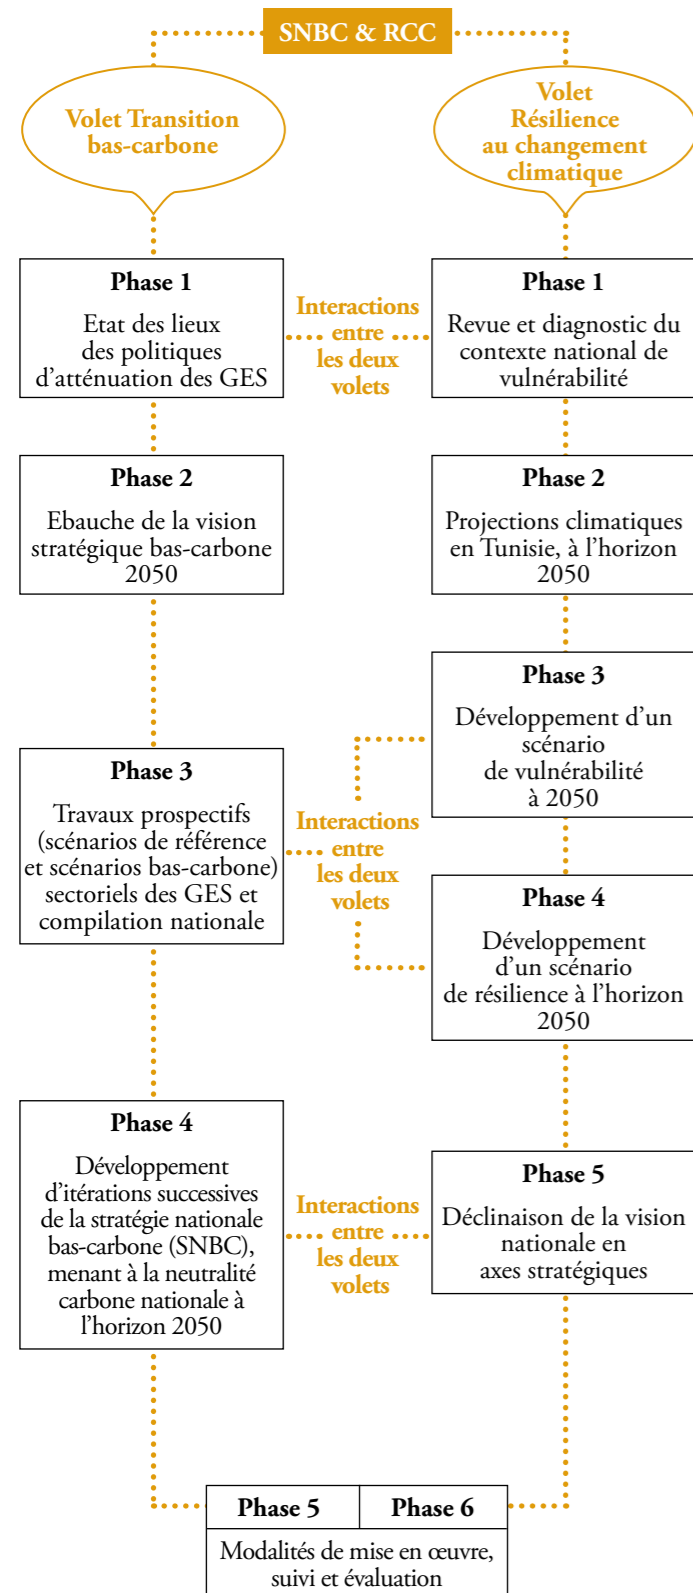 SNBC & RCC
Volet Transition
bas-carbone
Volet
Résilience
au changement
climatique
Phase 1
Etat des lieux
des politiques
d’atténuation des GES
Interactions
entre
les deux
volets
Phase 1
Revue et diagnostic du
contexte national de
vulnérabilité
Phase 2
Ebauche de la vision
stratégique bas-carbone
2050
Phase 2
Projections climatiques
en Tunisie, à l’horizon
2050
Phase 3
Développement d’un
scénario
de vulnérabilité
à 2050
Phase 3
Travaux prospectifs
(scénarios de référence
et scénarios bas-carbone)
sectoriels des GES et
compilation nationale
Interactions
entre
les deux
volets
Phase 4
Développement
d’un scénario
de résilience à l’horizon
2050
Phase 4
Développement
d’itérations successives
de la stratégie nationale
bas-carbone (SNBC),
menant à la neutralité
carbone nationale à
l’horizon 2050
Interactions
entre
les deux
volets
Phase 5
Déclinaison de la vision
nationale en
axes stratégiques
Phase 5
Phase 6
Modalités de mise en œuvre,
suivi et évaluation